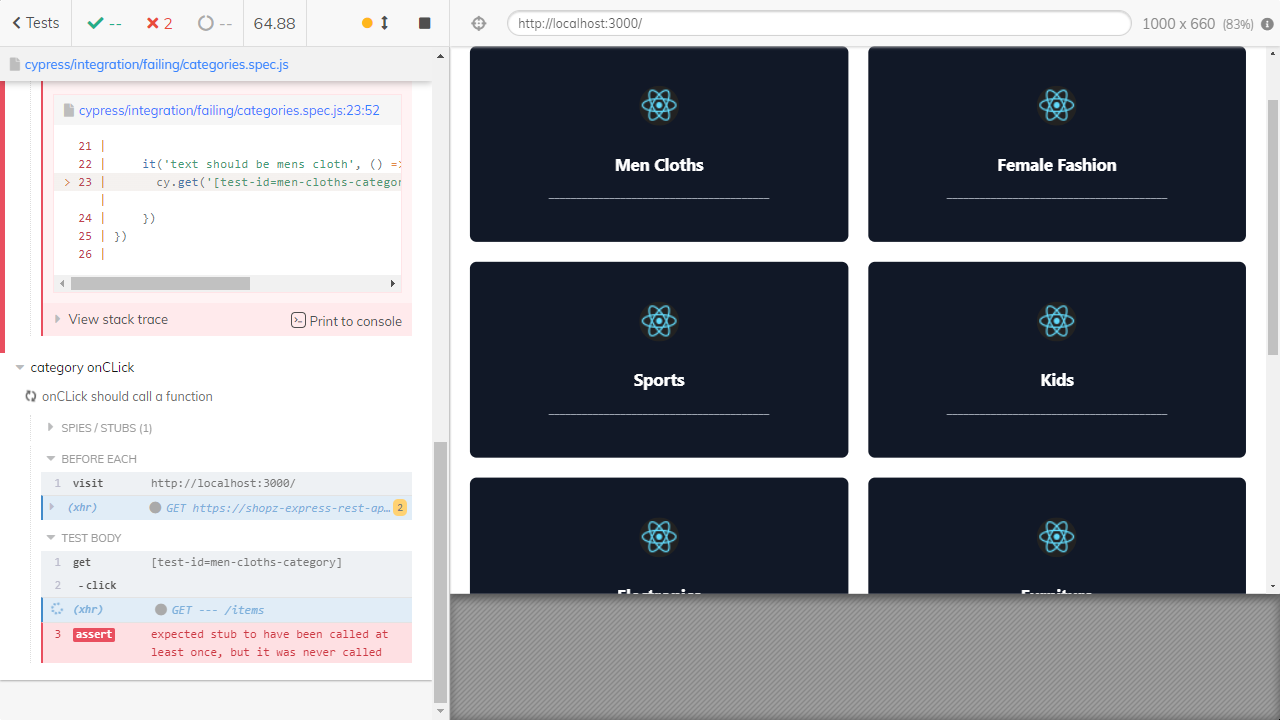 Tests
--
2
--
64.88
http://localhost:3000/
1000 x 660 (83%)
cypress/integration/failing/categories.spec.js
cypress/integration/failing/categories.spec.js:23:52
21 |
22 | it('text should be mens cloth', () =>
> 23 | cy.get('[test-id=men-cloths-categor
|
24 | })
25 | })
26 |
View stack trace
Print to console
category onCLick
onCLick should call a function
SPIES / STUBS (1)
BEFORE EACH
1 visit http://localhost:3000/
(xhr) GET https://shopz-express-rest-ap… 2
TEST BODY
1 get [test-id=men-cloths-category]
2 -click
(xhr) GET --- /items
3 assert expected stub to have been called at
least once, but it was never called
Men Cloths
Female Fashion
Sports
Kids
Electronics
Furniture